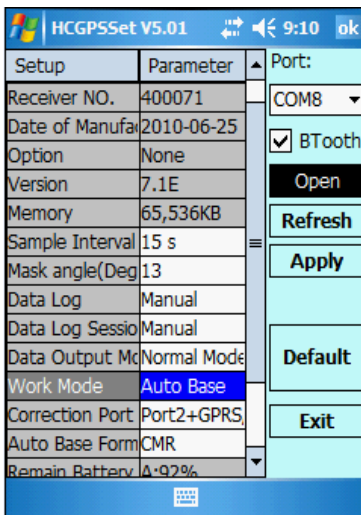 HCGPSSet V5.01 9:10 ok
Setup Parameter Port:
Receiver NO. 400071 COM8
Date of Manufa 2010-06-25 BTooth
Option None
Version 7.1E Open
Memory 65,536KB Refresh
Sample Interval 15 s
Mask angle(Deg 13 Apply
Data Log Manual
Data Log Sessio Manual
Data Output Mo Normal Mode Default
Work Mode Auto Base
Correction Port Port2+GPRS, Exit
Auto Base Form CMR
Remain Battery A:92%